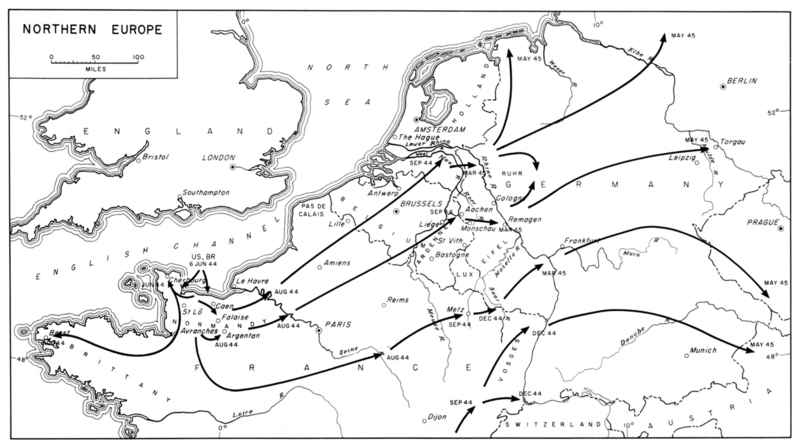 NORTHERN EUROPE
0 50 100
MILES
0°
10°
NORTH
SEA
MAY 45
Elbe R
MAY 45
Weser R
HOLLAND
BERLIN
52°
52°
ENGLAND
AMSTERDAM
The Hague
Lower Rhine
Bristol
LONDON
SEP 44
MAR 45
RUHR
MAY 45
Torgau
Leipzig
Southampton
Antwerp
GERMANY
PAS DE
CALAIS
BRUSSELS
SEP 44
Aachen
Cologne
Remagen
MAR 45
Lille
BELGIUM
Liège
Monschau
PRAGUE
ENGLISH CHANNEL
St Vith
EIFEL
Frankfurt
Main R
US, BR
6 JUN 44
Amiens
Bastogne
ARDENNES
Moselle R
LUX
MAR 45
MAY 45
Cherbourg
JUN 44
Le Havre
AUG 44
Caen
St Lô
Falaise
Reims
Metz
SEP 44
DEC 44
Saar R
NORMANDY
AUG 44
PARIS
Meuse R
DEC 44
Brest
Avranches
Argentan
AUG 44
Seine
AUG 44
Danube R
MAY 45
48°
48°
BRITTANY
FRANCE
VOSGES
Munich
Loire R
SEP 44
DEC 44
Dijon
SWITZERLAND
AUSTRIA
0°
10°